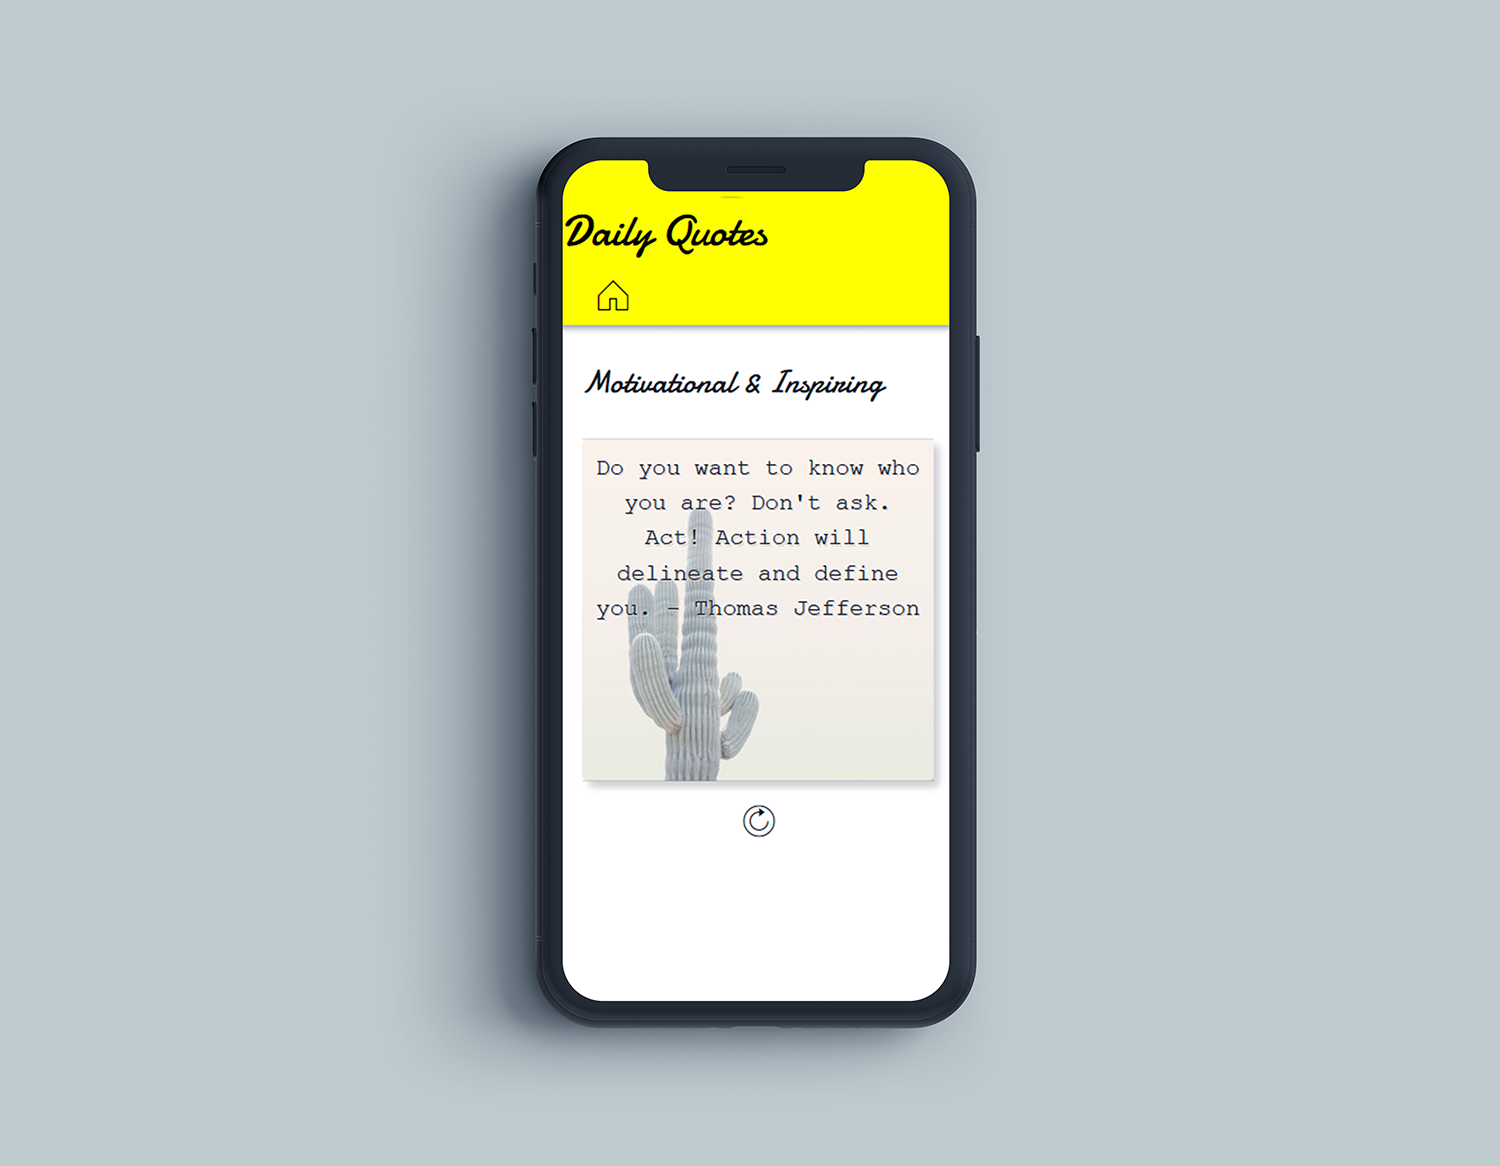 Daily Quotes
Motivational & Inspiring
Do you want to know who
you are? Don't ask.
Act! Action will
delineate and define
you. - Thomas Jefferson